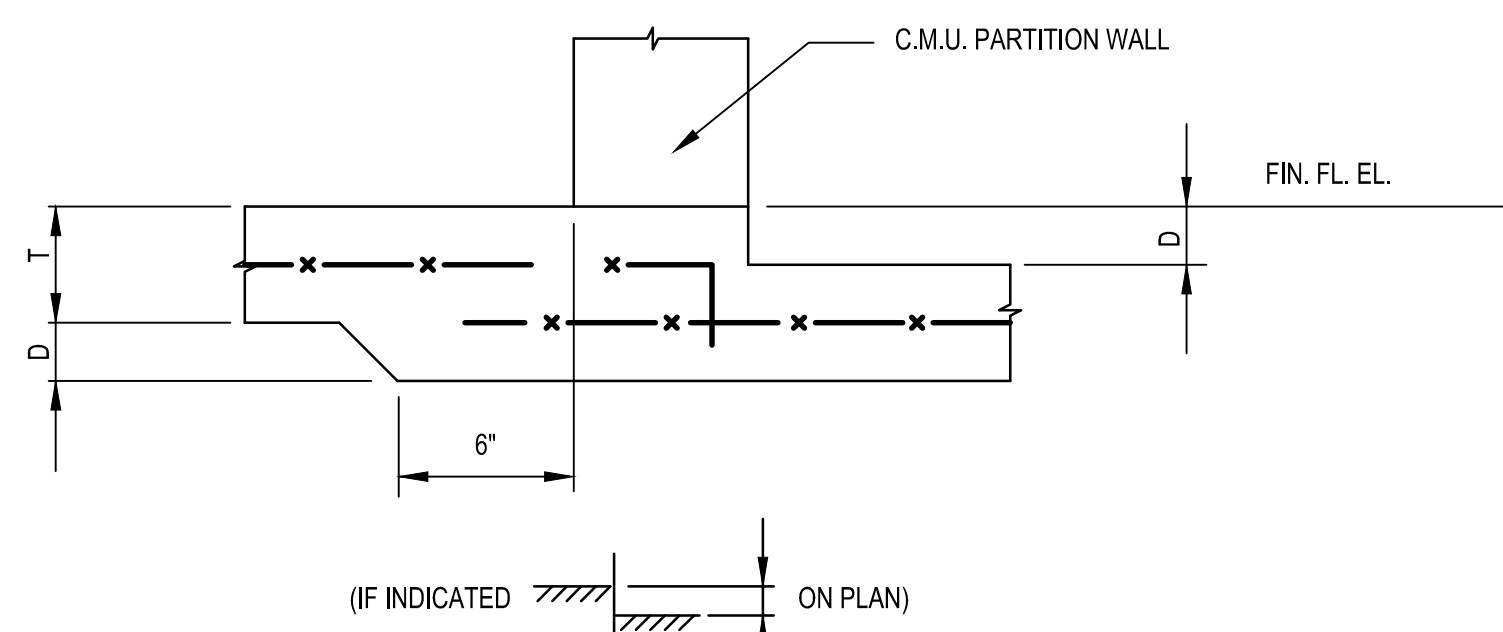 C.M.U. PARTITION WALL
FIN. FL. EL.
T
D
D
6"
(IF INDICATED ON PLAN)